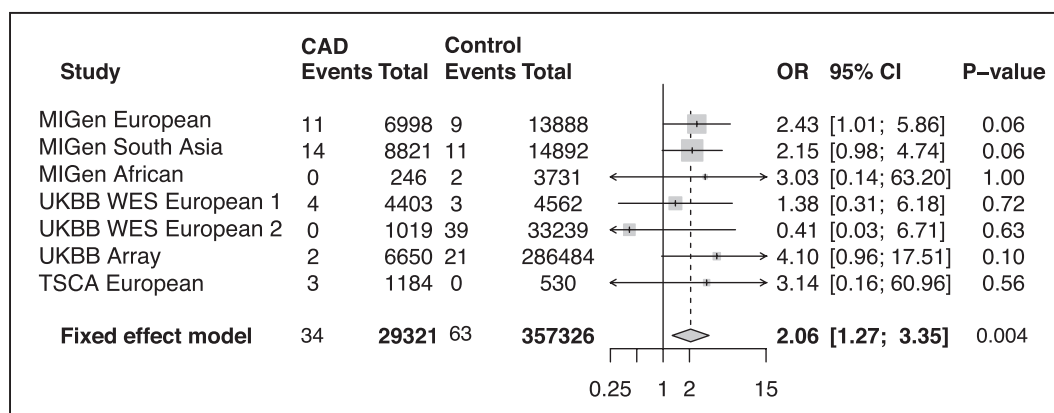 CAD Control
Study Events Total Events Total OR 95% CI P–value
MIGen European 11 6998 9 13888 2.43 [1.01; 5.86] 0.06
MIGen South Asia 14 8821 11 14892 2.15 [0.98; 4.74] 0.06
MIGen African 0 246 2 3731 3.03 [0.14; 63.20] 1.00
UKBB WES European 1 4 4403 3 4562 1.38 [0.31; 6.18] 0.72
UKBB WES European 2 0 1019 39 33239 0.41 [0.03; 6.71] 0.63
UKBB Array 2 6650 21 286484 4.10 [0.96; 17.51] 0.10
TSCA European 3 1184 0 530 3.14 [0.16; 60.96] 0.56
Fixed effect model 34 29321 63 357326 2.06 [1.27; 3.35] 0.004
0.25 1 2 15